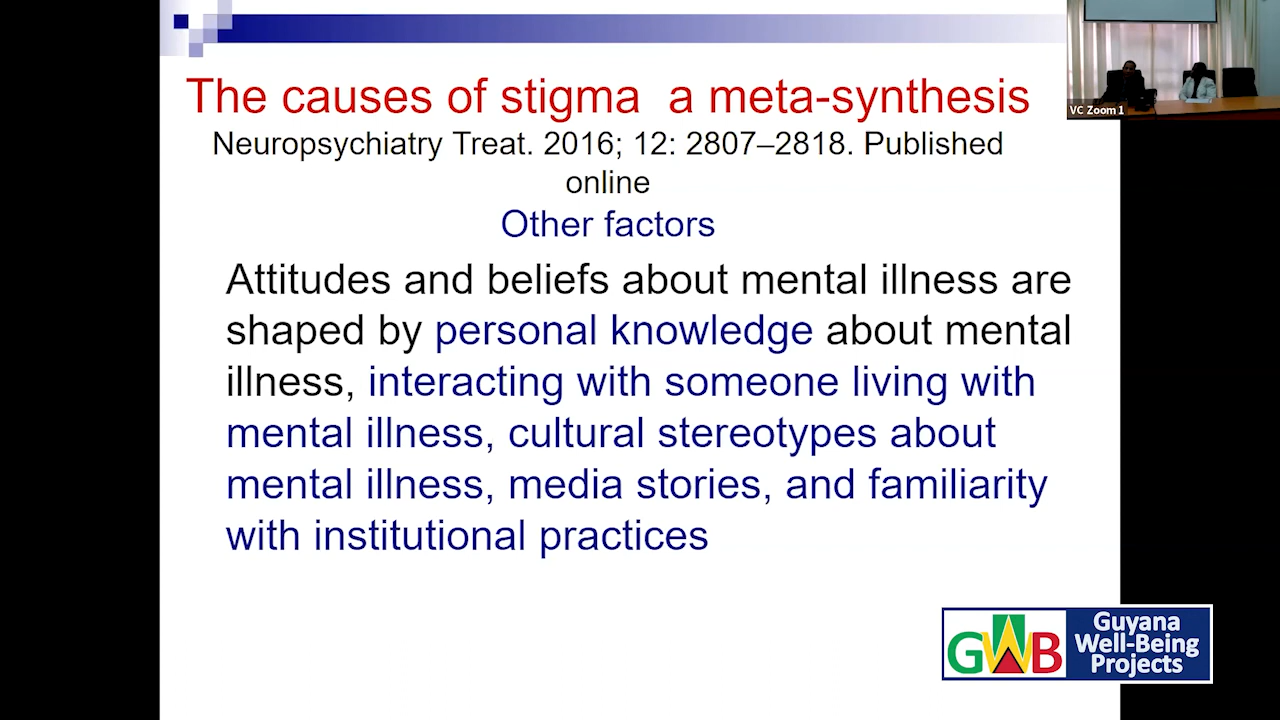 The causes of stigma a meta-synthesis
Neuropsychiatry Treat. 2016; 12: 2807–2818. Published
online
Other factors
Attitudes and beliefs about mental illness are
shaped by personal knowledge about mental
illness, interacting with someone living with
mental illness, cultural stereotypes about
mental illness, media stories, and familiarity
with institutional practices
VC Zoom 1
GWB
Guyana
Well-Being
Projects